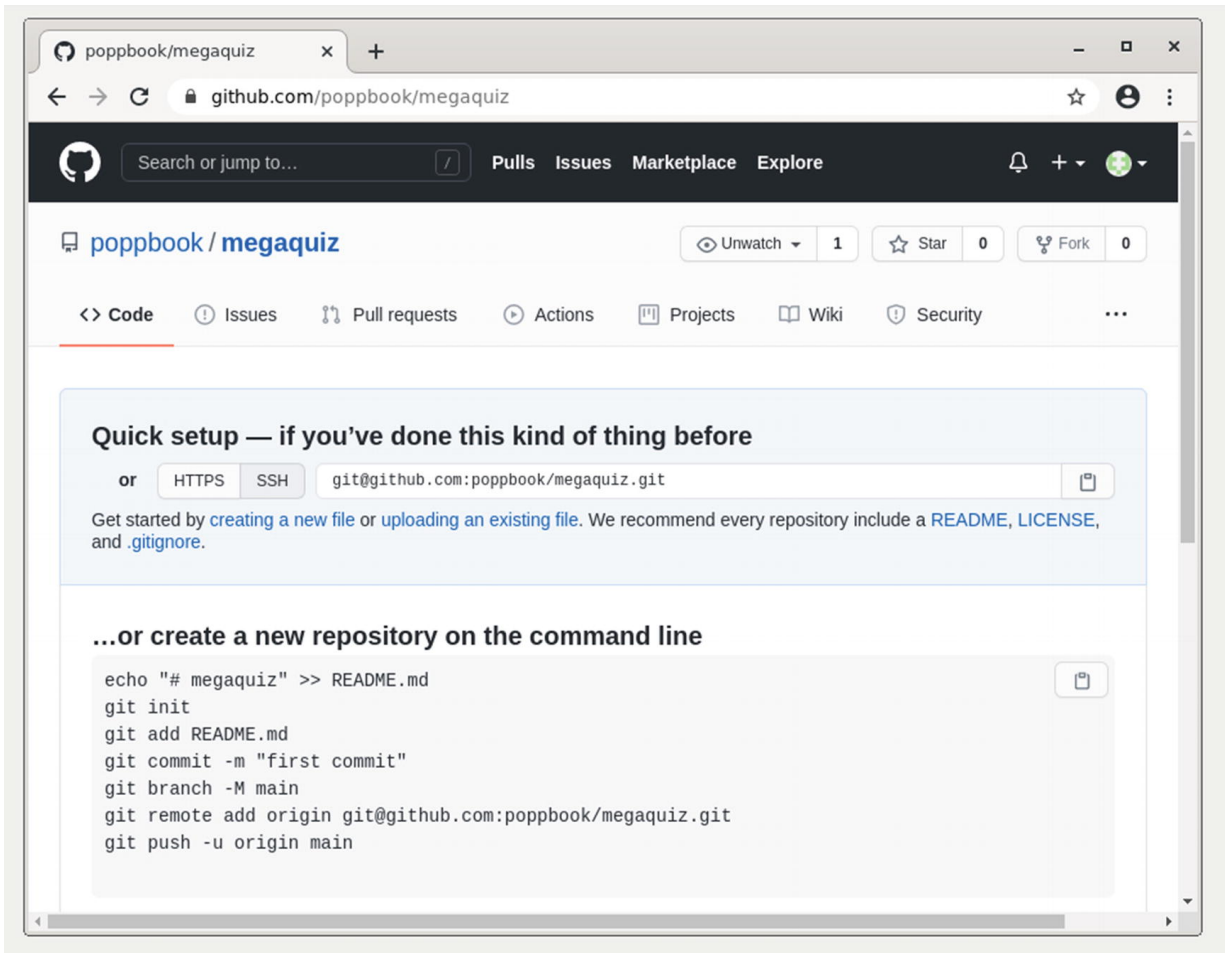 poppbook/megaquiz
github.com/poppbook/megaquiz
Search or jump to… / Pulls Issues Marketplace Explore
poppbook / megaquiz Unwatch 1 Star 0 Fork 0
<> Code Issues Pull requests Actions Projects Wiki Security
Quick setup — if you’ve done this kind of thing before
or HTTPS SSH git@github.com:poppbook/megaquiz.git
Get started by creating a new file or uploading an existing file. We recommend every repository include a README, LICENSE,
and .gitignore.
…or create a new repository on the command line
echo "# megaquiz" >> README.md
git init
git add README.md
git commit -m "first commit"
git branch -M main
git remote add origin git@github.com:poppbook/megaquiz.git
git push -u origin main